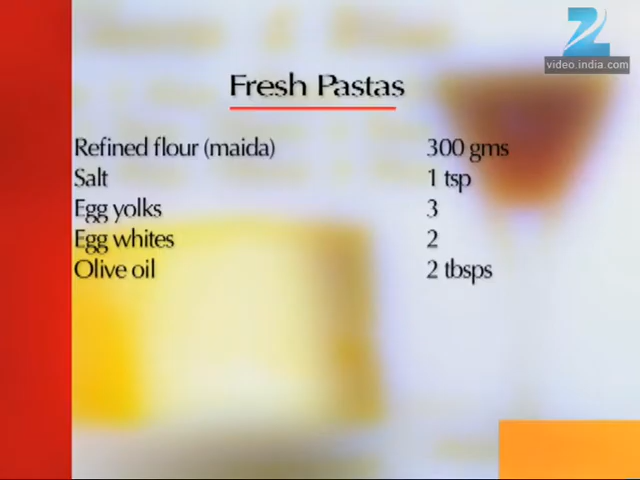 video.india.com
Fresh Pastas
Refined flour (maida) 300 gms
Salt 1 tsp
Egg yolks 3
Egg whites 2
Olive oil 2 tbsps